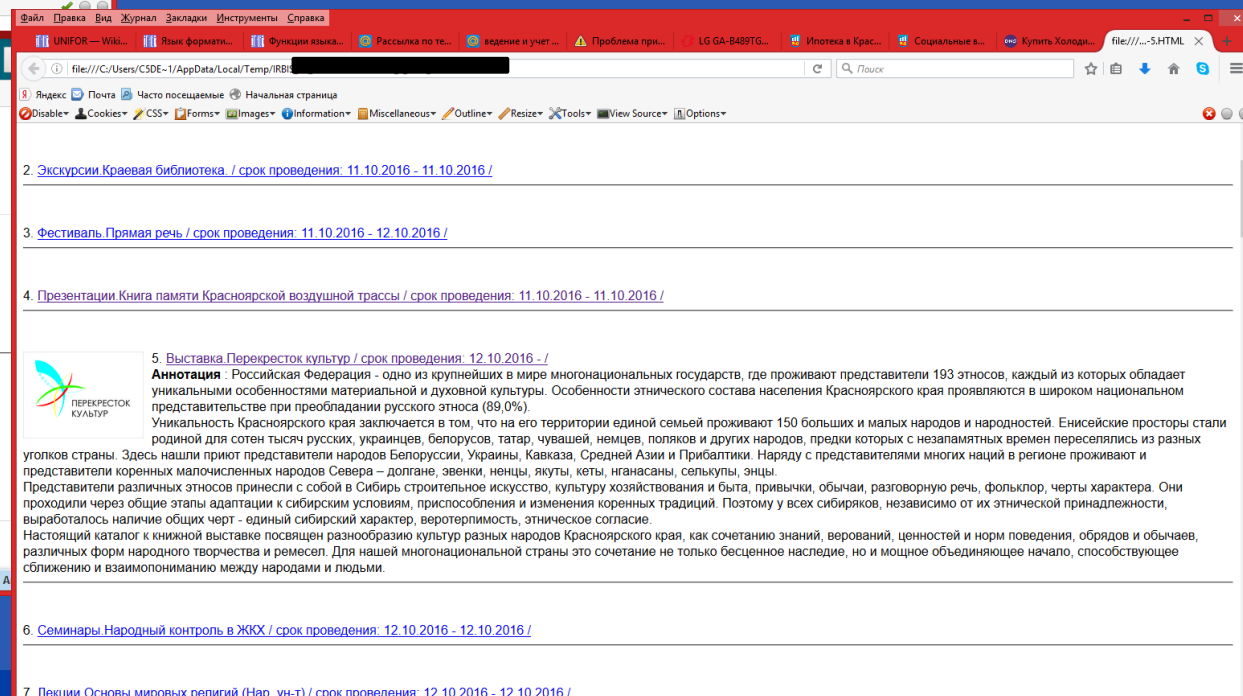 Файл Правка Вид Журнал Закладки Инструменты Справка
UNIFOR — Wiki... Язык формати... Функции языка... Рассылка по те... ведение и учет ... Проблема при... LG GA-B489TG... Ипотека в Крас... Социальные в... Купить Холоди... file:///...-5.HTML
file:///C:/Users/C5DE~1/AppData/Local/Temp/IRBIS
Поиск
Яндекс Почта Часто посещаемые Начальная страница
Disable Cookies CSS Forms Images Information Miscellaneous Outline Resize Tools View Source Options
2. Экскурсии.Краевая библиотека. / срок проведения: 11.10.2016 - 11.10.2016 /
3. Фестиваль.Прямая речь / срок проведения: 11.10.2016 - 12.10.2016 /
4. Презентации.Книга памяти Красноярской воздушной трассы / срок проведения: 11.10.2016 - 11.10.2016 /
ПЕРЕКРЕСТОК
КУЛЬТУР
5. Выставка.Перекресток культур / срок проведения: 12.10.2016 - /
Аннотация : Российская Федерация - одно из крупнейших в мире многонациональных государств, где проживают представители 193 этносов, каждый из которых обладает
уникальными особенностями материальной и духовной культуры. Особенности этнического состава населения Красноярского края проявляются в широком национальном
представительстве при преобладании русского этноса (89,0%).
Уникальность Красноярского края заключается в том, что на его территории единой семьей проживают 150 больших и малых народов и народностей. Енисейские просторы стали
родиной для сотен тысяч русских, украинцев, белорусов, татар, чувашей, немцев, поляков и других народов, предки которых с незапамятных времен переселялись из разных
уголков страны. Здесь нашли приют представители народов Белоруссии, Украины, Кавказа, Средней Азии и Прибалтики. Наряду с представителями многих наций в регионе проживают и
представители коренных малочисленных народов Севера – долгане, эвенки, ненцы, якуты, кеты, нганасаны, селькупы, энцы.
Представители различных этносов принесли с собой в Сибирь строительное искусство, культуру хозяйствования и быта, привычки, обычаи, разговорную речь, фольклор, черты характера. Они
проходили через общие этапы адаптации к сибирским условиям, приспособления и изменения коренных традиций. Поэтому у всех сибиряков, независимо от их этнической принадлежности,
выработалось наличие общих черт - единый сибирский характер, веротерпимость, этническое согласие.
Настоящий каталог к книжной выставке посвящен разнообразию культур разных народов Красноярского края, как сочетанию знаний, верований, ценностей и норм поведения, обрядов и обычаев,
различных форм народного творчества и ремесел. Для нашей многонациональной страны это сочетание не только бесценное наследие, но и мощное объединяющее начало, способствующее
сближению и взаимопониманию между народами и людьми.
6. Семинары.Народный контроль в ЖКХ / срок проведения: 12.10.2016 - 12.10.2016 /
7. Лекции.Основы мировых религий (Нар. ун-т) / срок проведения: 12.10.2016 - 12.10.2016 /